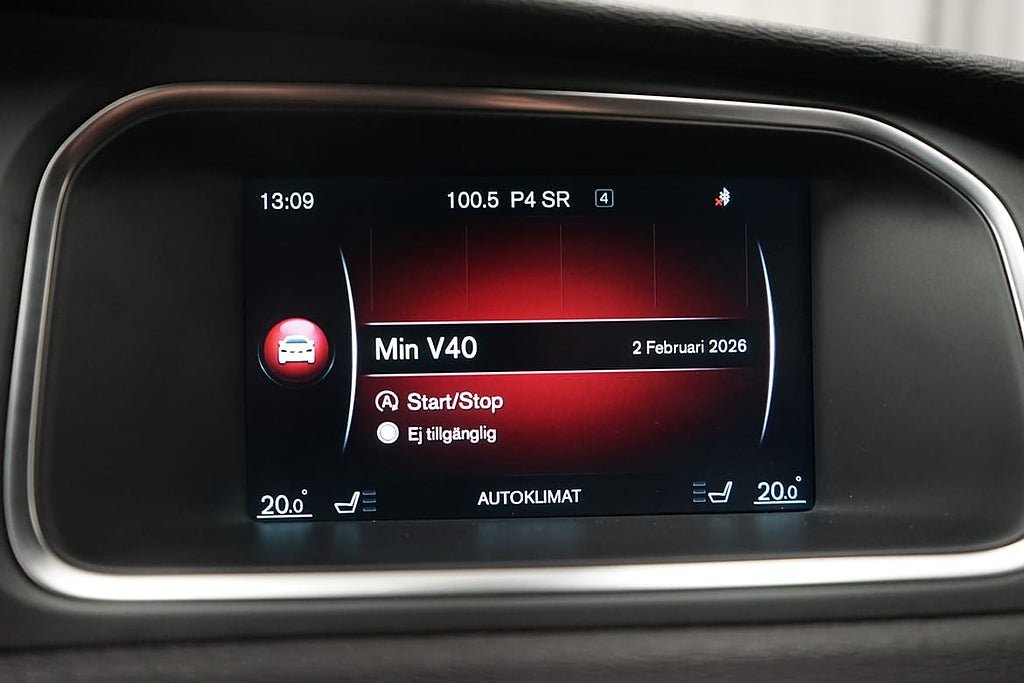 13:09 100.5 P4 SR 4
Min V40 2 Februari 2026
A Start/Stop
Ej tillgänglig
20.0° AUTOKLIMAT 20.0°